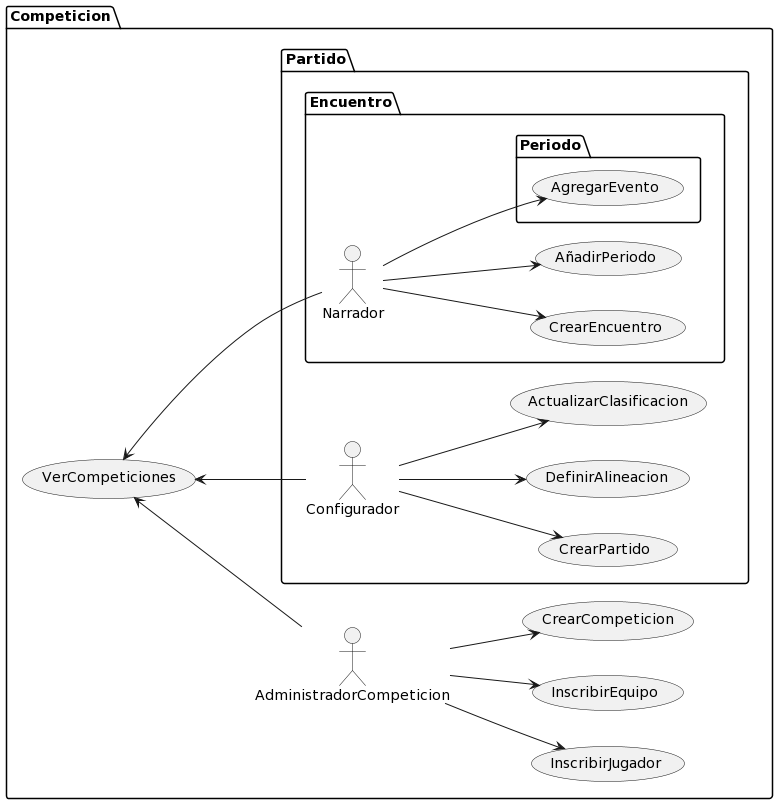 Competicion
Partido
Encuentro
Periodo
AgregarEvento
AñadirPeriodo
Narrador
CrearEncuentro
ActualizarClasificacion
VerCompeticiones
DefinirAlineacion
Configurador
CrearPartido
CrearCompeticion
AdministradorCompeticion
InscribirEquipo
InscribirJugador